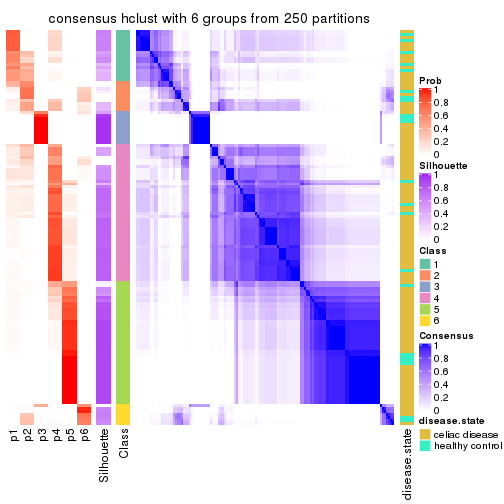 consensus hclust with 6 groups from 250 partitions
Prob
1
0.8
0.6
0.4
0.2
0
Silhouette
1
0.8
0.6
0.4
0.2
0
Class
1
2
3
4
5
6
Consensus
1
0.8
0.6
0.4
0.2
0
disease.state
celiac disease
healthy control
p1
p2
p3
p4
p5
p6
Silhouette
Class
disease.state